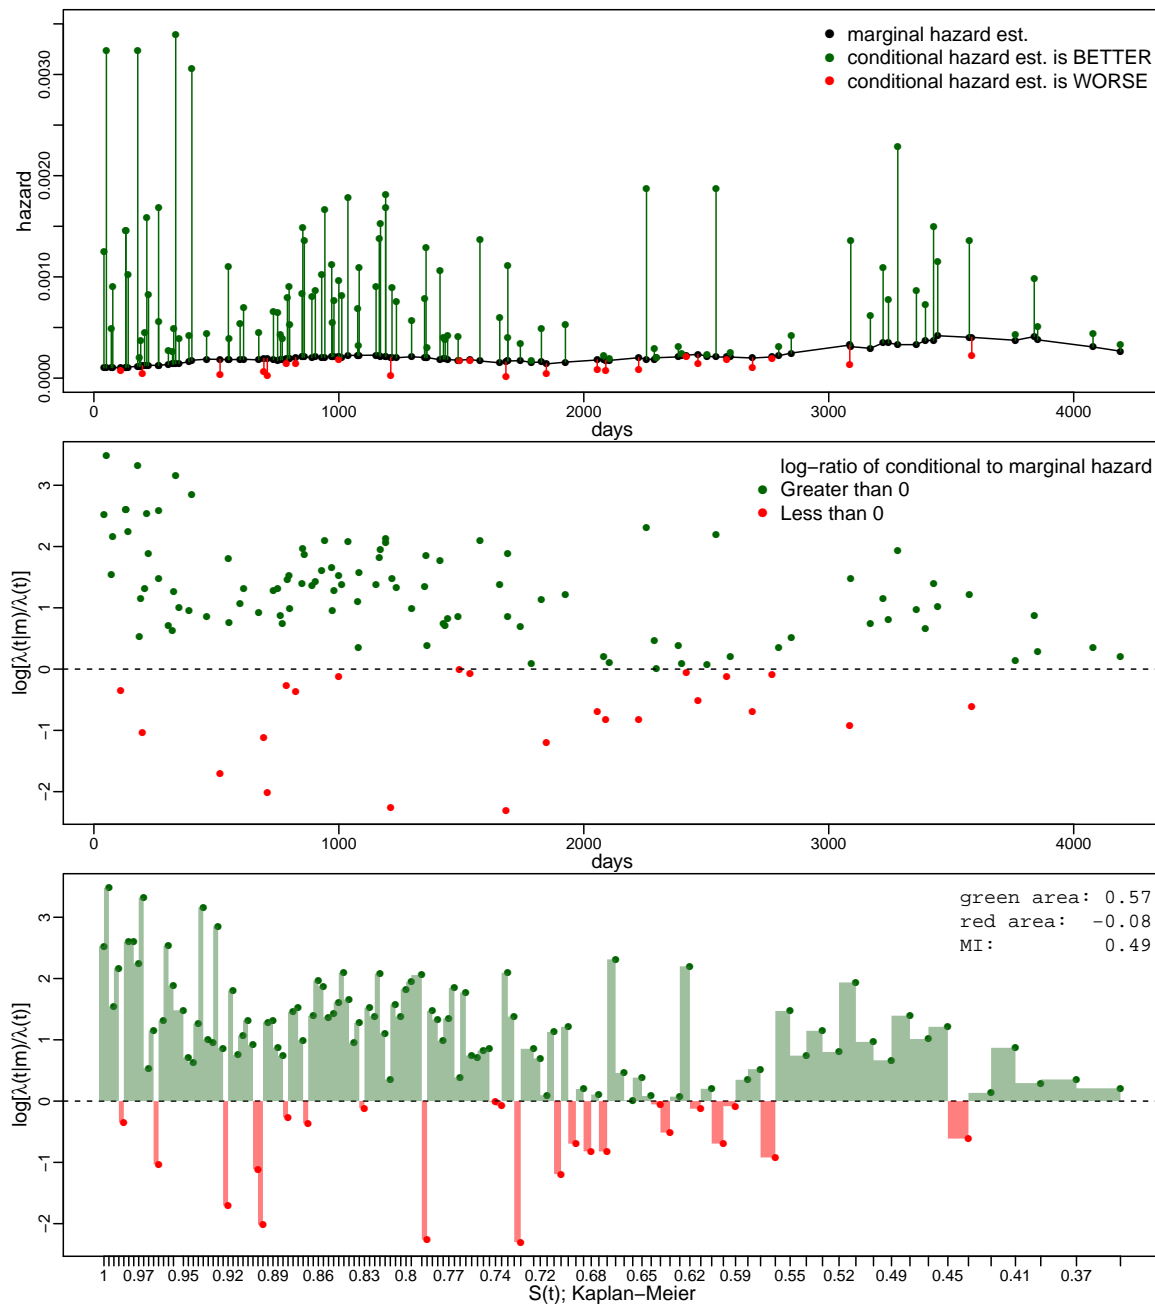 marginal hazard est.
conditional hazard est. is BETTER
conditional hazard est. is WORSE
hazard
0.0000
0.0010
0.0020
0.0030
0
1000
2000
3000
4000
days
log−ratio of conditional to marginal hazard
Greater than 0
Less than 0
log[λ(t|m)/λ(t)]
3
2
1
0
−1
−2
0
1000
2000
3000
4000
days
green area: 0.57
red area: −0.08
MI: 0.49
log[λ(t|m)/λ(t)]
3
2
1
0
−1
−2
1 0.97 0.95 0.92 0.89 0.86 0.83 0.8 0.77 0.74 0.72 0.68 0.65 0.62 0.59 0.55 0.52 0.49 0.45 0.41 0.37
S(t); Kaplan−Meier